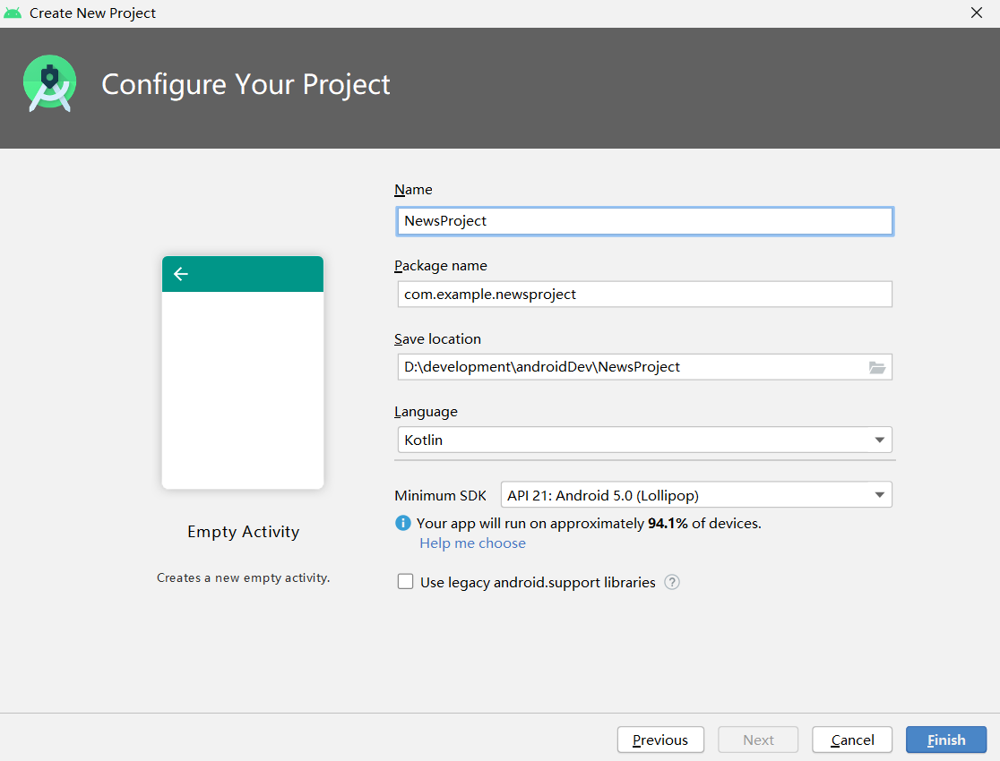 Create New Project
Configure Your Project
Name
NewsProject
Package name
com.example.newsproject
Save location
D:\development\androidDev\NewsProject
Language
Kotlin
Minimum SDK API 21: Android 5.0 (Lollipop)
Your app will run on approximately 94.1% of devices.
Help me choose
Use legacy android.support libraries ?
Empty Activity
Creates a new empty activity.
Previous Next Cancel Finish